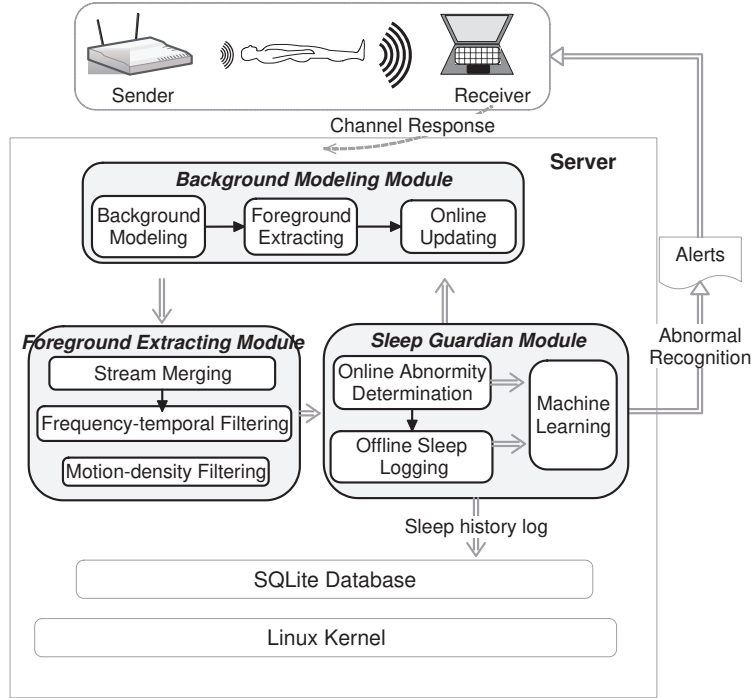 Sender
Receiver
Channel Response
Server
Background Modeling Module
Background
Modeling
Foreground
Extracting
Online
Updating
Alerts
Abnormal
Recognition
Foreground Extracting Module
Stream Merging
Frequency-temporal Filtering
Motion-density Filtering
Sleep Guardian Module
Online Abnormity
Determination
Offline Sleep
Logging
Machine
Learning
Sleep history log
SQLite Database
Linux Kernel